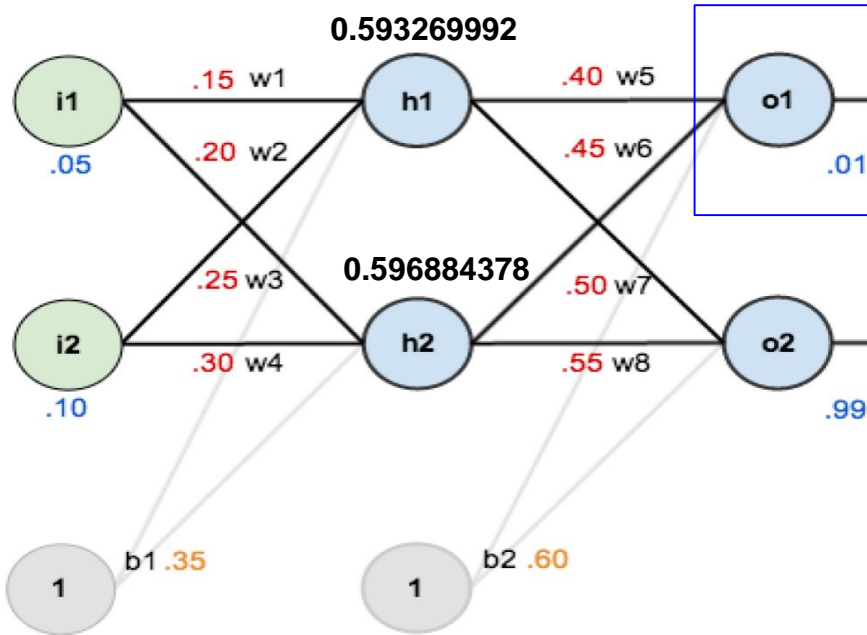 0.593269992
i1 .15 w1 h1 .40 w5 o1
.05 .20 w2 .45 w6 .01
.25 w3 0.596884378 .50 w7
i2 .30 w4 h2 .55 w8 o2
.10 .99
b1 .35 b2 .60
1 1